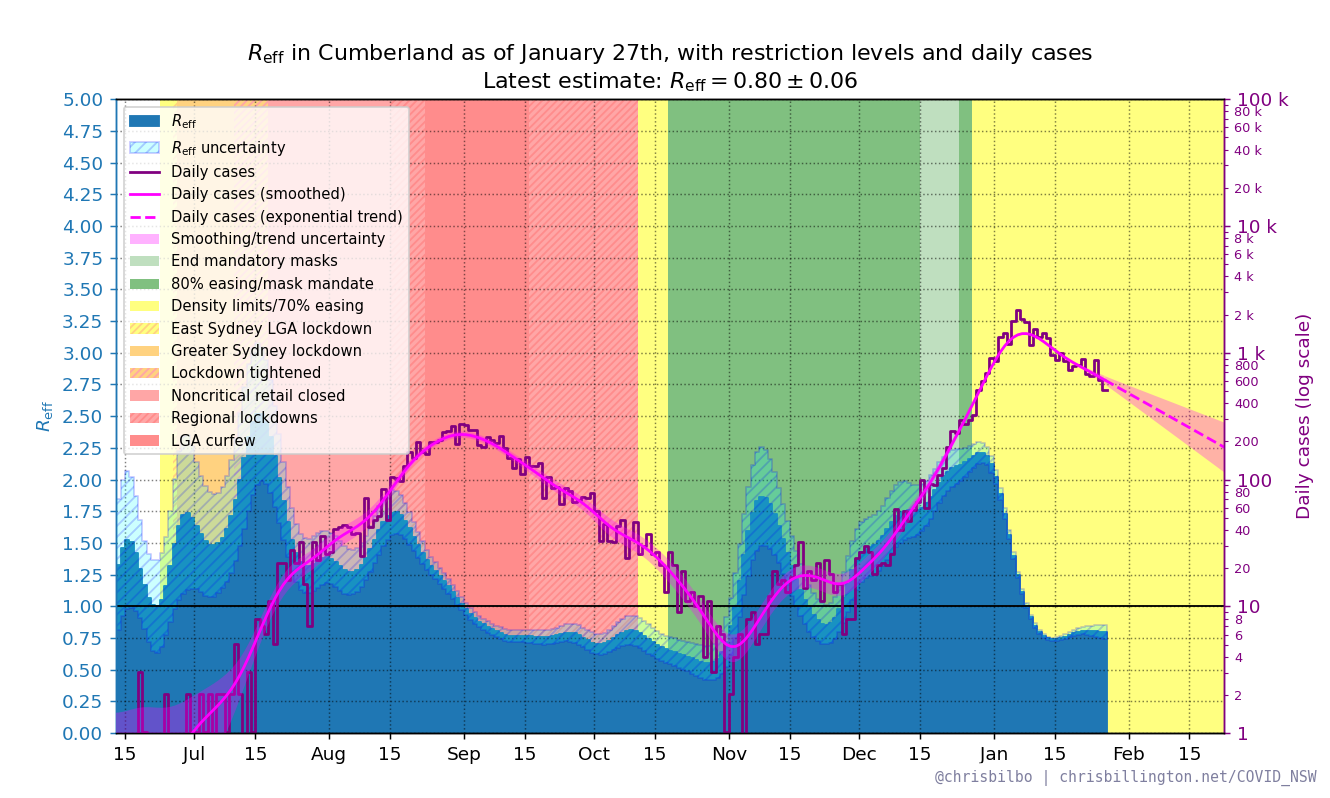 Reff in Cumberland as of January 27th, with restriction levels and daily cases
Latest estimate: Reff = 0.80 ± 0.06
5.00
4.75
4.50
4.25
4.00
3.75
3.50
3.25
3.00
2.75
2.50
2.25
2.00
1.75
1.50
1.25
1.00
0.75
0.50
0.25
0.00
Reff
Reff
Reff uncertainty
Daily cases
Daily cases (smoothed)
Daily cases (exponential trend)
Smoothing/trend uncertainty
End mandatory masks
80% easing/mask mandate
Density limits/70% easing
East Sydney LGA lockdown
Greater Sydney lockdown
Lockdown tightened
Noncritical retail closed
Regional lockdowns
LGA curfew
100 k
80 k
60 k
40 k
20 k
10 k
8 k
6 k
4 k
2 k
1 k
800
600
400
200
100
80
60
40
20
10
8
6
4
2
1
Daily cases (log scale)
15 Jul 15 Aug 15 Sep 15 Oct 15 Nov 15 Dec 15 Jan 15 Feb 15
@chrisbilbo | chrisbillington.net/COVID_NSW